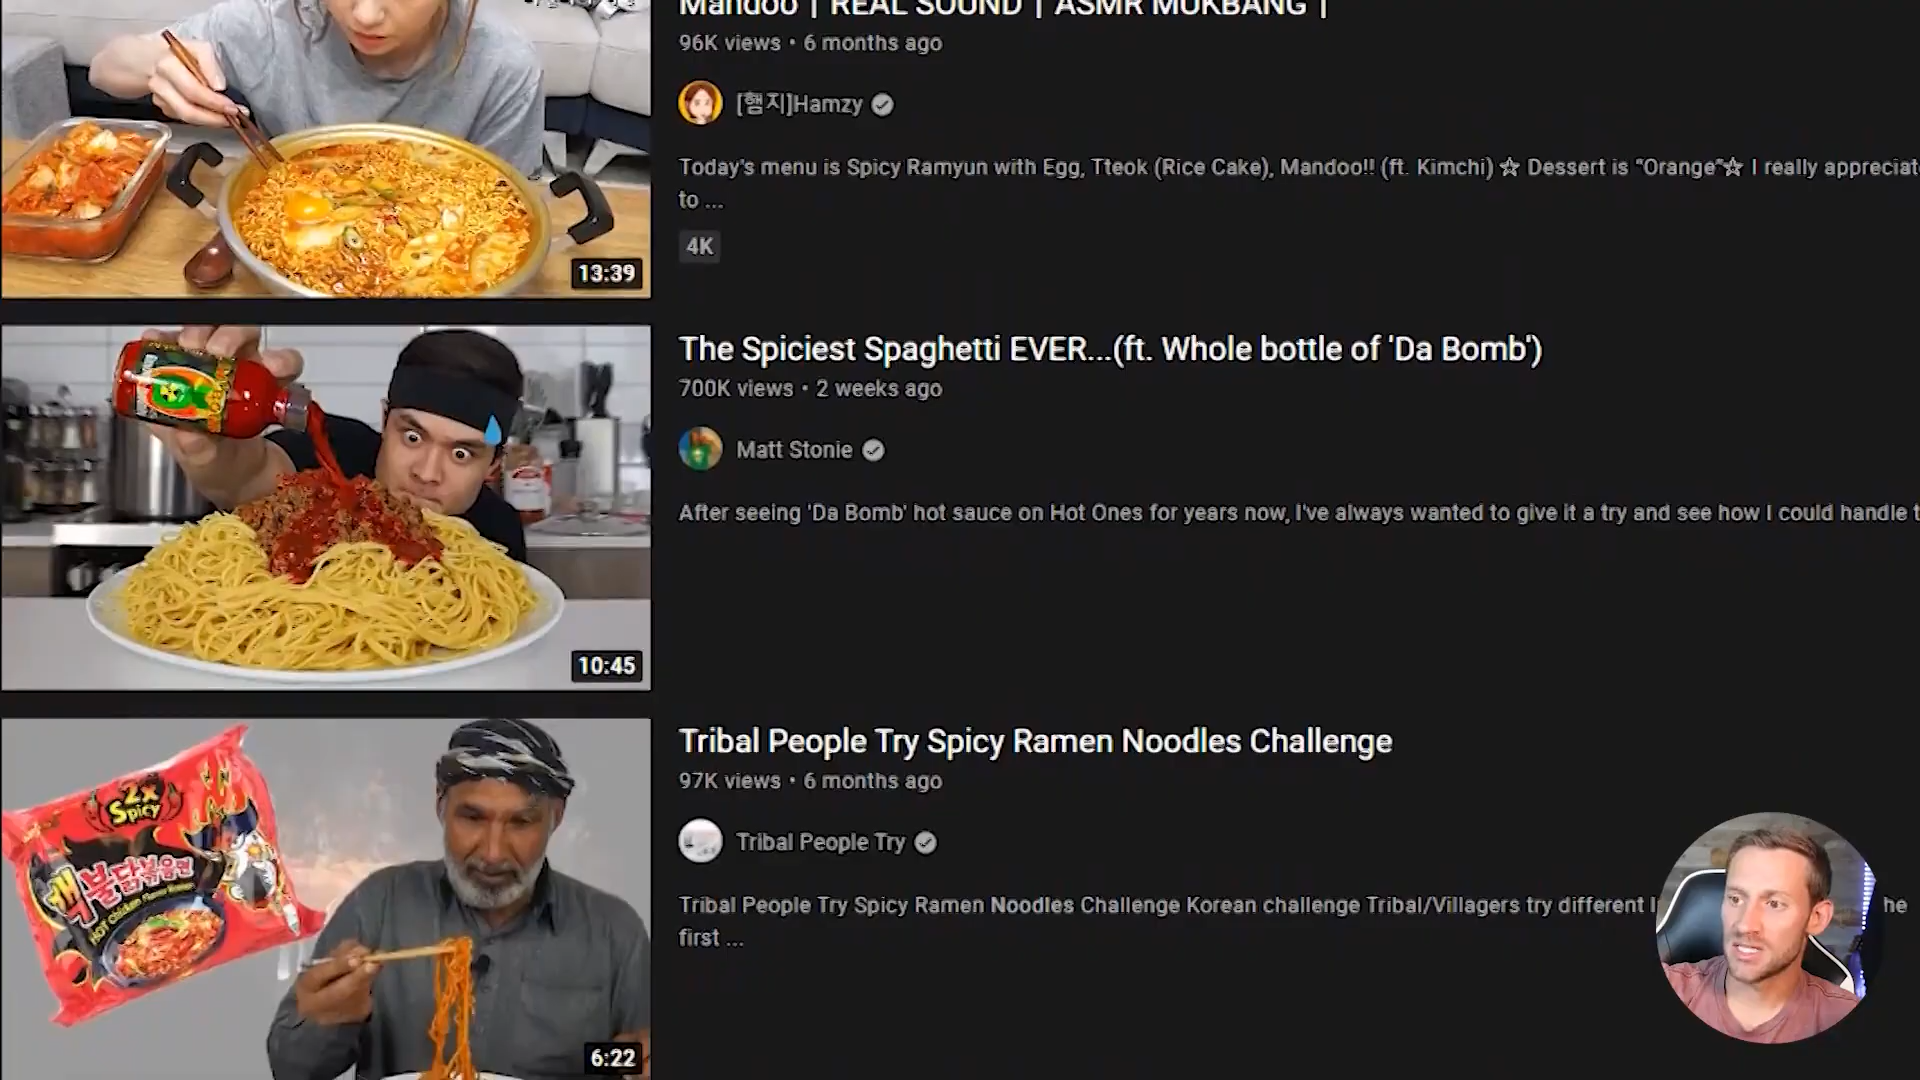 Mandoo | REAL SOUND | ASMR MUKBANG |
96K views • 6 months ago
[햄지]Hamzy
Today's menu is Spicy Ramyun with Egg, Tteok (Rice Cake), Mandoo!! (ft. Kimchi) ☆ Dessert is "Orange"☆ I really appreciate
to ...
4K
13:39
The Spiciest Spaghetti EVER...(ft. Whole bottle of 'Da Bomb')
700K views • 2 weeks ago
Matt Stonie
After seeing 'Da Bomb' hot sauce on Hot Ones for years now, I've always wanted to give it a try and see how I could handle
10:45
Tribal People Try Spicy Ramen Noodles Challenge
97K views • 6 months ago
Tribal People Try
Tribal People Try Spicy Ramen Noodles Challenge Korean challenge Tribal/Villagers try different
first ...
2x
Spicy
핵불닭볶음면
HOT Chicken Flavor Ramen
6:22